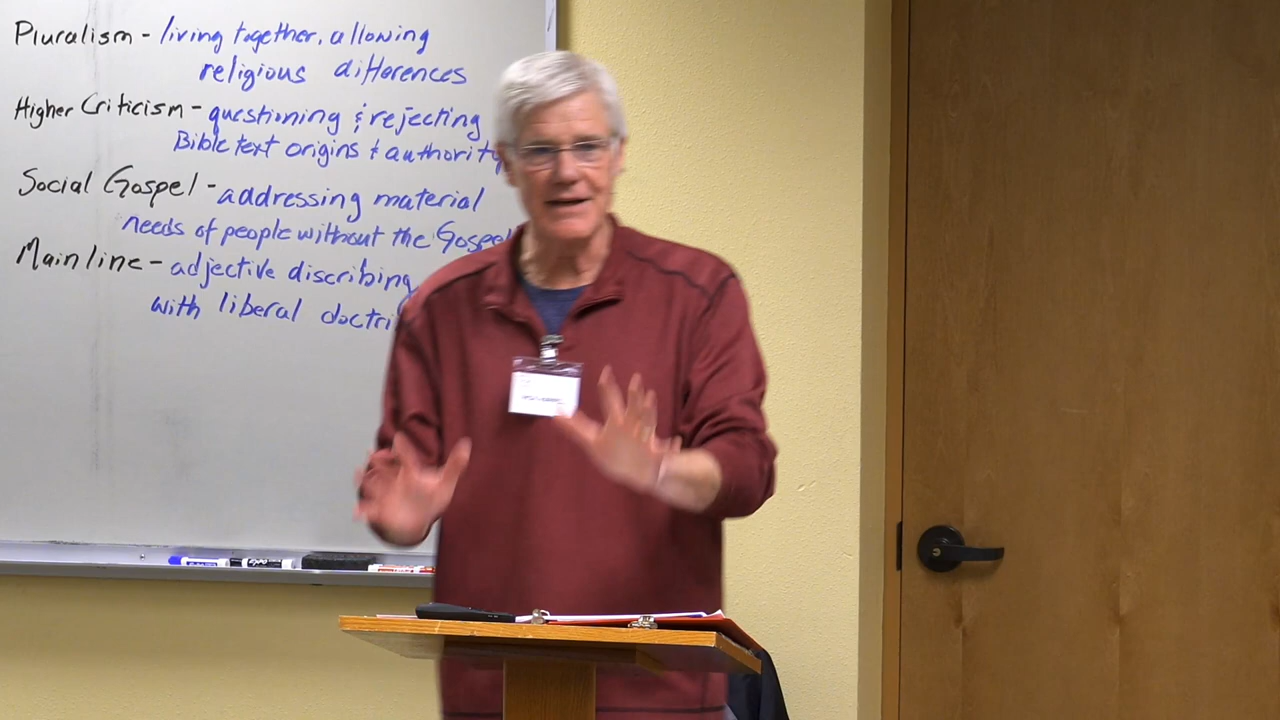 Pluralism - living together, allowing
religious differences
Higher Criticism - questioning & rejecting
Bible text origins & authority
Social Gospel - addressing material
needs of people without the Gospel
Mainline - adjective discribing
with liberal doctri